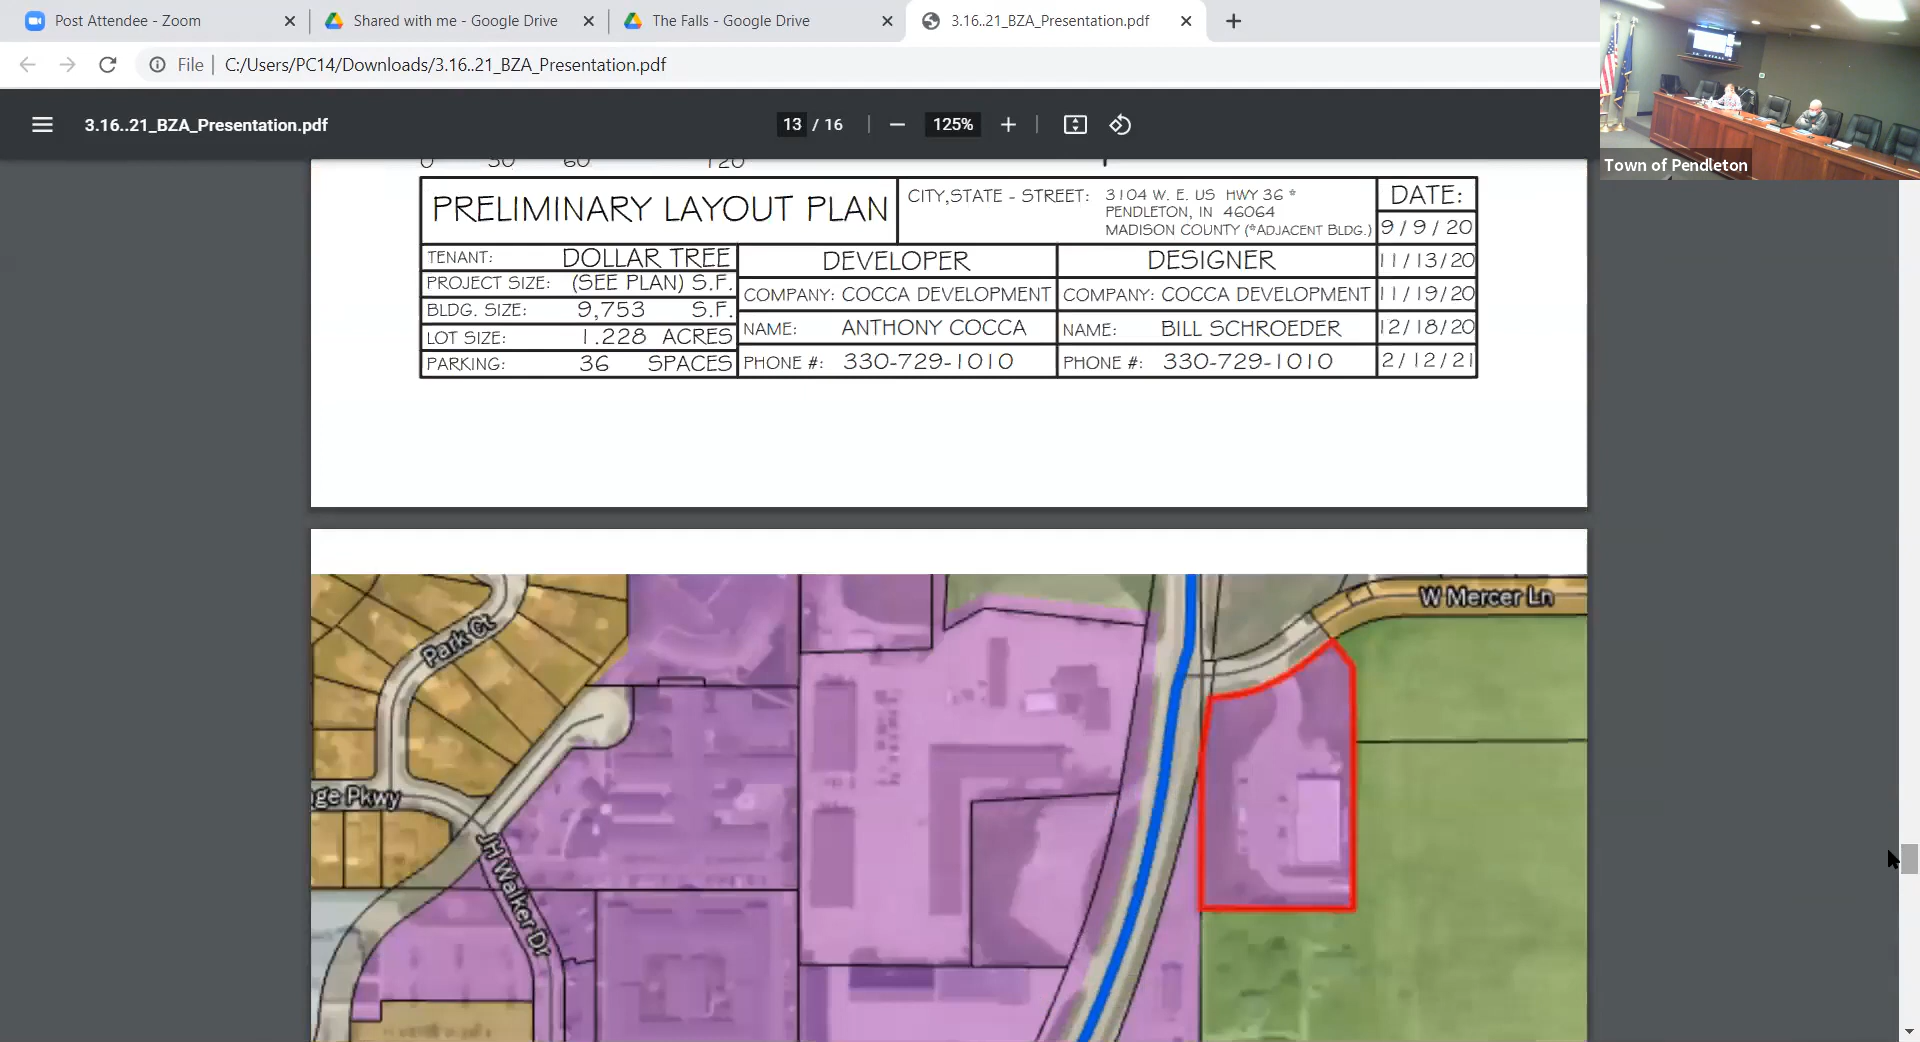 Post Attendee - Zoom
Shared with me - Google Drive
The Falls - Google Drive
3.16..21_BZA_Presentation.pdf
File
C:/Users/PC14/Downloads/3.16..21_BZA_Presentation.pdf
3.16..21_BZA_Presentation.pdf
13 / 16
125%
Town of Pendleton
0 30 60 120
PRELIMINARY LAYOUT PLAN
CITY,STATE - STREET: 3104 W. E. US HWY 36 *
PENDLETON, IN 46064
MADISON COUNTY (*ADJACENT BLDG.)
DATE:
9/9/20
11/13/20
11/19/20
12/18/20
2/12/21
TENANT: DOLLAR TREE
PROJECT SIZE: (SEE PLAN) S.F.
BLDG. SIZE: 9,753 S.F.
LOT SIZE: 1.228 ACRES
PARKING: 36 SPACES
DEVELOPER
COMPANY: COCCA DEVELOPMENT
NAME: ANTHONY COCCA
PHONE #: 330-729-1010
DESIGNER
COMPANY: COCCA DEVELOPMENT
NAME: BILL SCHROEDER
PHONE #: 330-729-1010
W Mercer Ln
Park Ct
ge Pkwy
JH Walker Dr